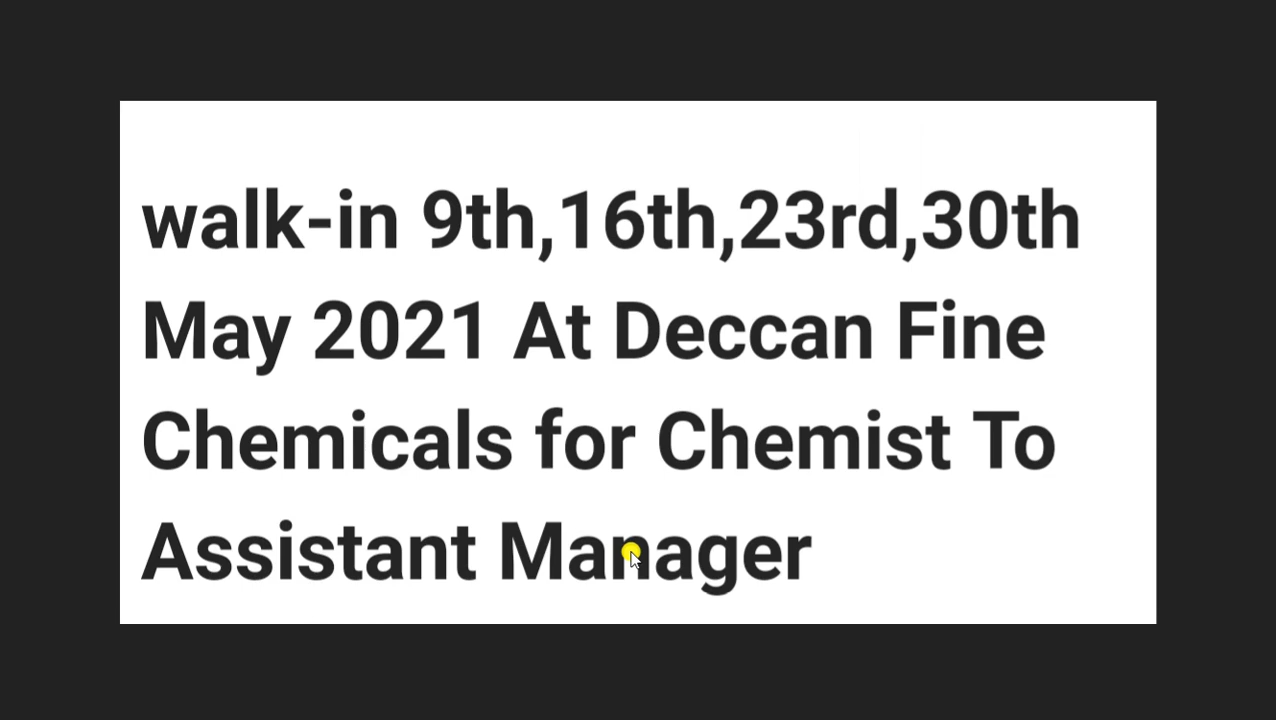 walk-in 9th,16th,23rd,30th
May 2021 At Deccan Fine
Chemicals for Chemist To
Assistant Manager